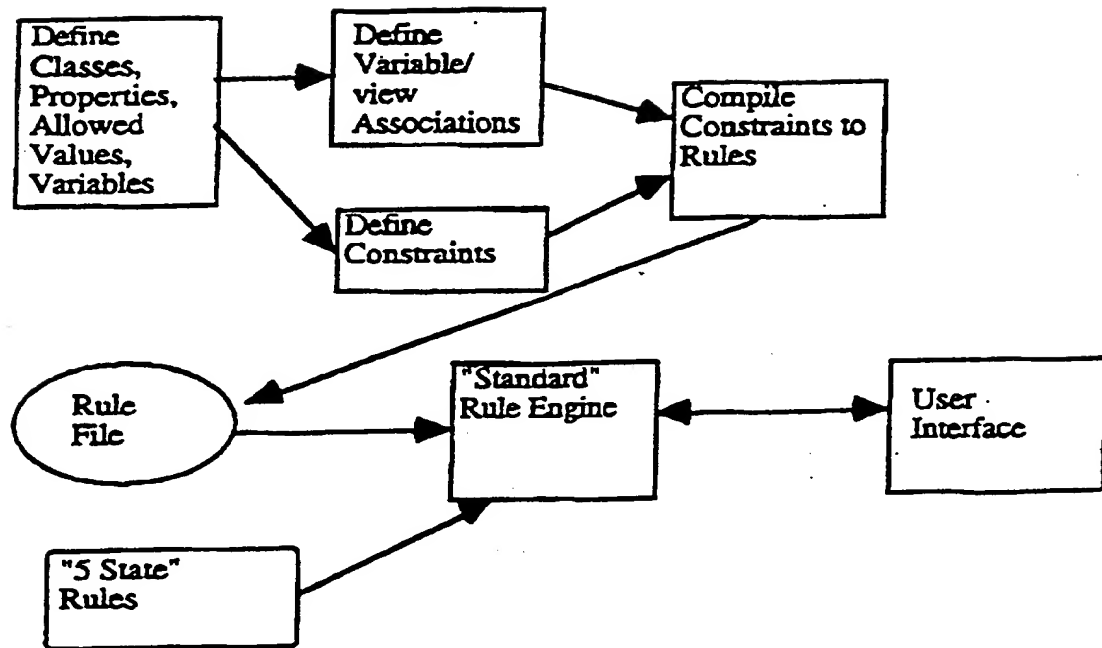 Define
Classes,
Properties,
Allowed
Values,
Variables
Define
Variable/
view
Associations
Compile
Constraints to
Rules
Define
Constraints
Rule
File
"Standard"
Rule Engine
User
Interface
"5 State"
Rules